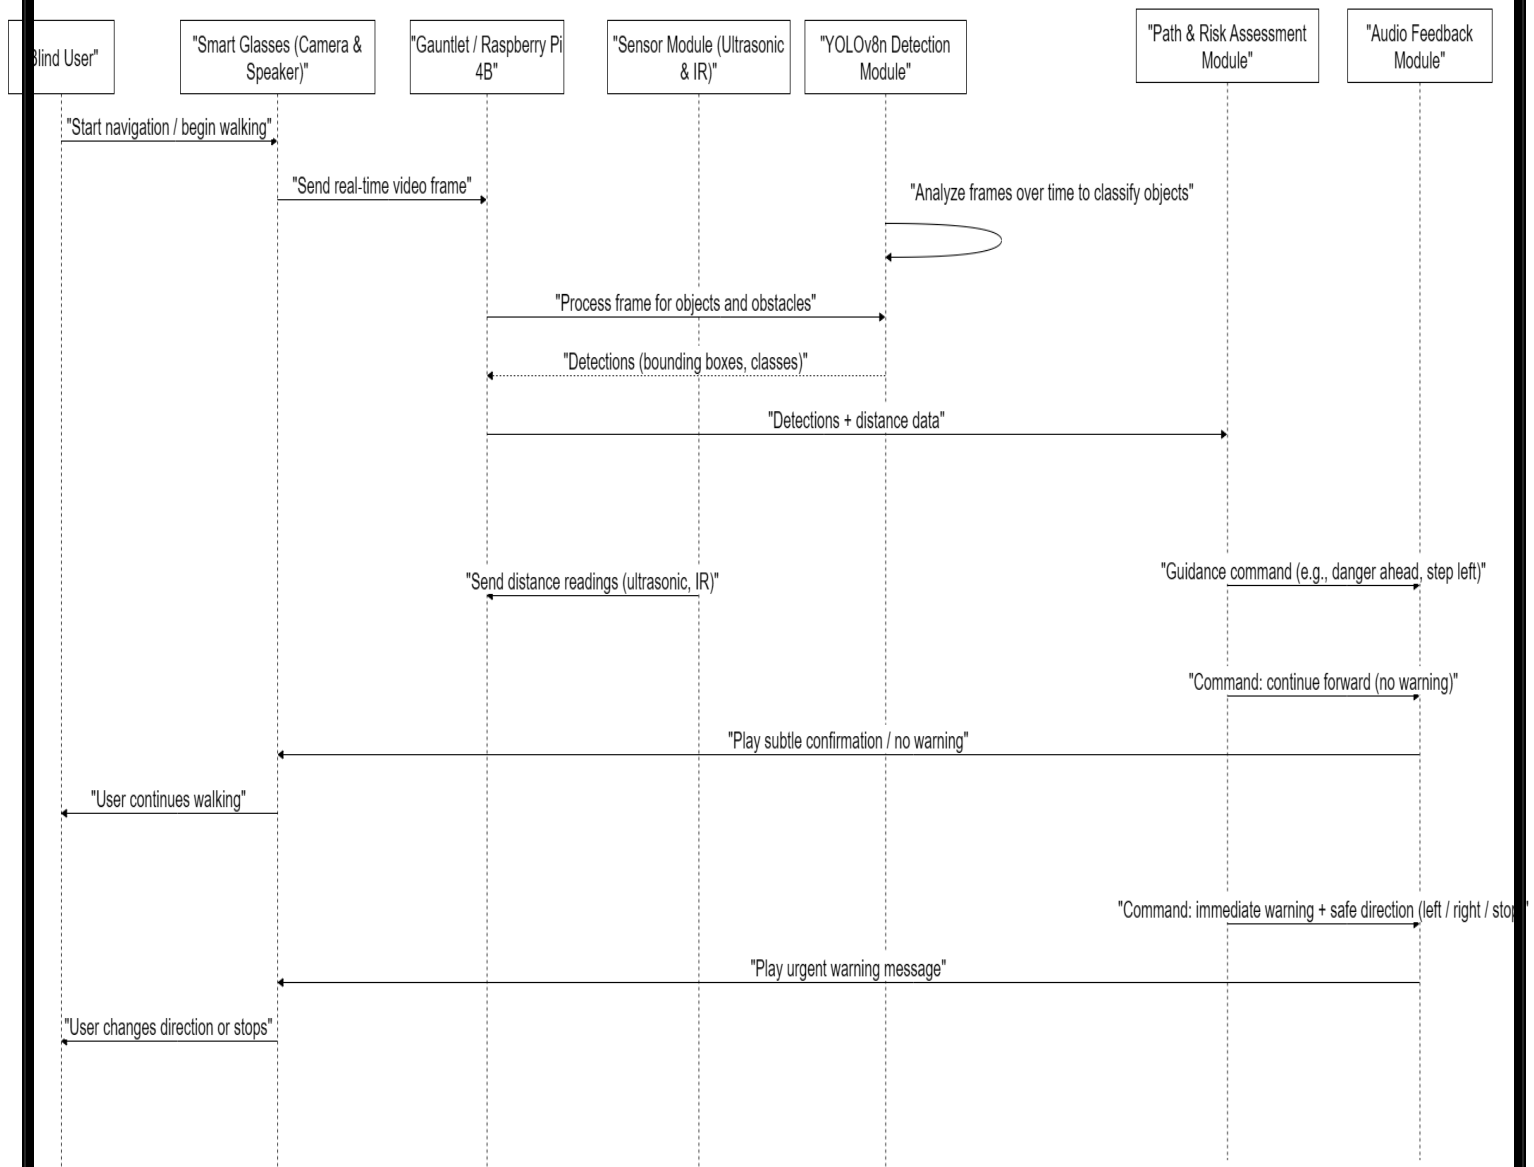 "Blind User"
"Smart Glasses (Camera &
Speaker)"
"Gauntlet / Raspberry Pi
4B"
"Sensor Module (Ultrasonic
& IR)"
"YOLOv8n Detection
Module"
"Path & Risk Assessment
Module"
"Audio Feedback
Module"
"Start navigation / begin walking"
"Send real-time video frame"
"Analyze frames over time to classify objects"
"Process frame for objects and obstacles"
"Detections (bounding boxes, classes)"
"Detections + distance data"
"Guidance command (e.g., danger ahead, step left)"
"Send distance readings (ultrasonic, IR)"
"Command: continue forward (no warning)"
"Play subtle confirmation / no warning"
"User continues walking"
"Command: immediate warning + safe direction (left / right / stop)"
"Play urgent warning message"
"User changes direction or stops"